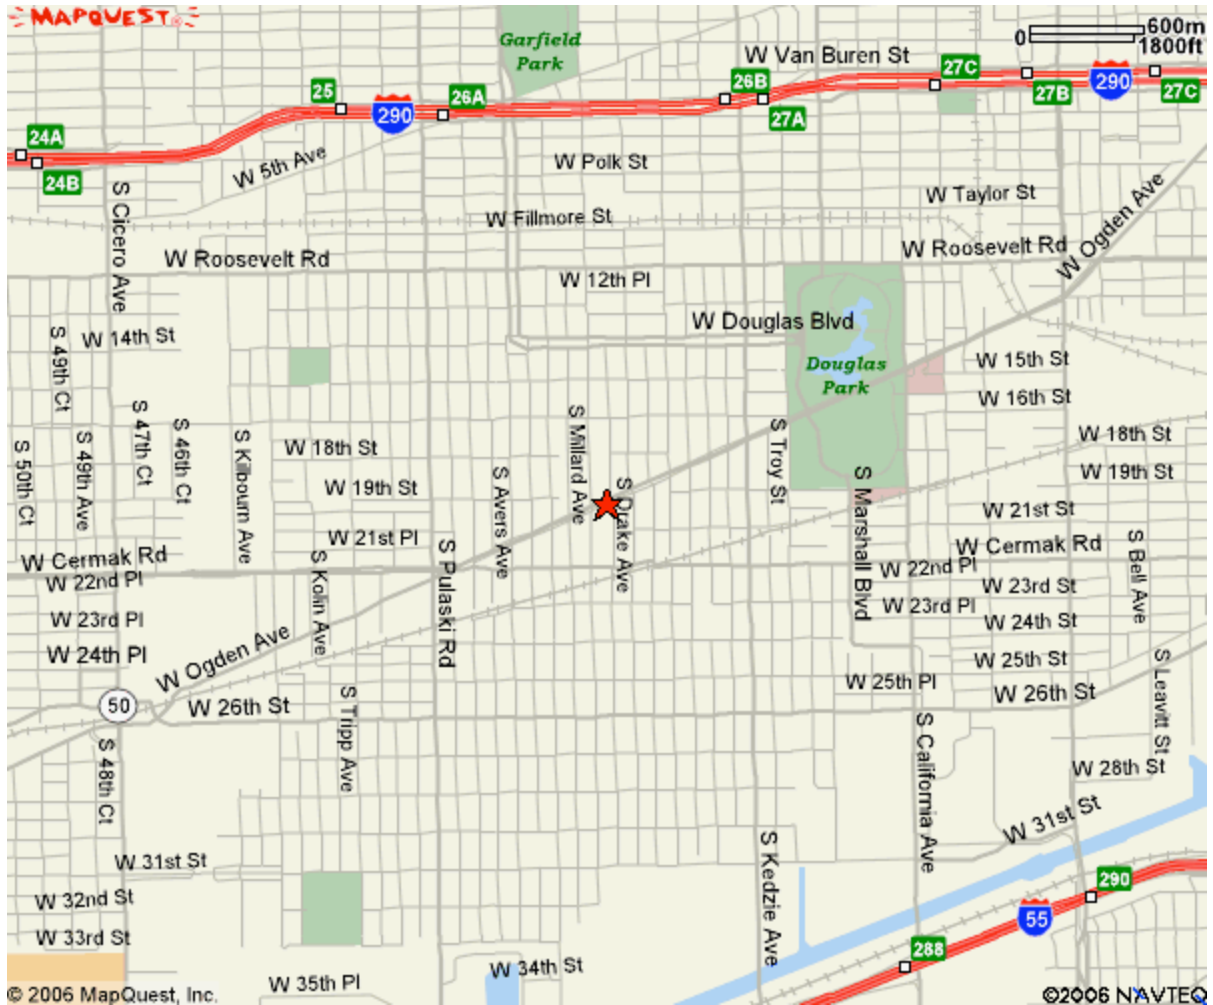 MAPQUEST
600m
0
1800ft
Garfield
Park
W Van Buren St
27C
26B
25
290
26A
27A
27B
290
27C
24A
24B
W 5th Ave
W Polk St
W Taylor St
W Ogden Ave
S Cicero Ave
W Fillmore St
W Roosevelt Rd
W Roosevelt Rd
W 12th Pl
W Douglas Blvd
S 49th Ct
W 14th St
Douglas
Park
W 15th St
W 16th St
S 50th Ct
S 49th Ave
S 47th Ct
S 46th Ct
S Kilbourn Ave
W 18th St
W 19th St
W 21st Pl
S Avers Ave
S Millard Ave
S Drake Ave
S Troy St
S Marshall Blvd
W 18th St
W 19th St
W 21st St
W Cermak Rd
W Cermak Rd
S Bell Ave
W 22nd Pl
W 23rd Pl
W 24th Pl
S Kolin Ave
S Pulaski Rd
W 22nd Pl
W 23rd St
W 23rd Pl
W 24th St
W Ogden Ave
W 25th St
W 25th Pl
W 26th St
S Leavitt St
50
W 26th St
S Tripp Ave
S 48th Ct
S California Ave
W 28th St
W 31st St
S Kedzie Ave
W 31st St
W 32nd St
W 33rd St
290
55
288
W 35th Pl
W 34th St
© 2006 MapQuest, Inc.
©2006 NAVTEQ